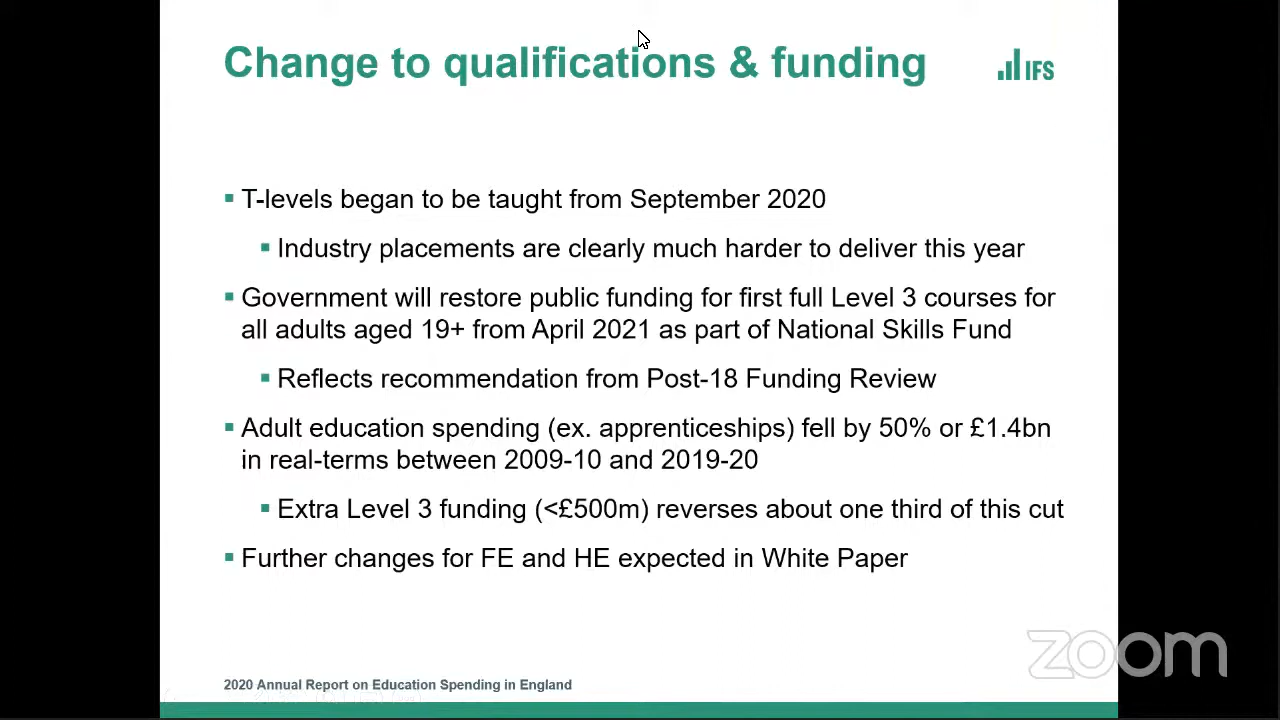 Change to qualifications & funding
IFS
T-levels began to be taught from September 2020
Industry placements are clearly much harder to deliver this year
Government will restore public funding for first full Level 3 courses for
all adults aged 19+ from April 2021 as part of National Skills Fund
Reflects recommendation from Post-18 Funding Review
Adult education spending (ex. apprenticeships) fell by 50% or £1.4bn
in real-terms between 2009-10 and 2019-20
Extra Level 3 funding (<£500m) reverses about one third of this cut
Further changes for FE and HE expected in White Paper
zoom
2020 Annual Report on Education Spending in England